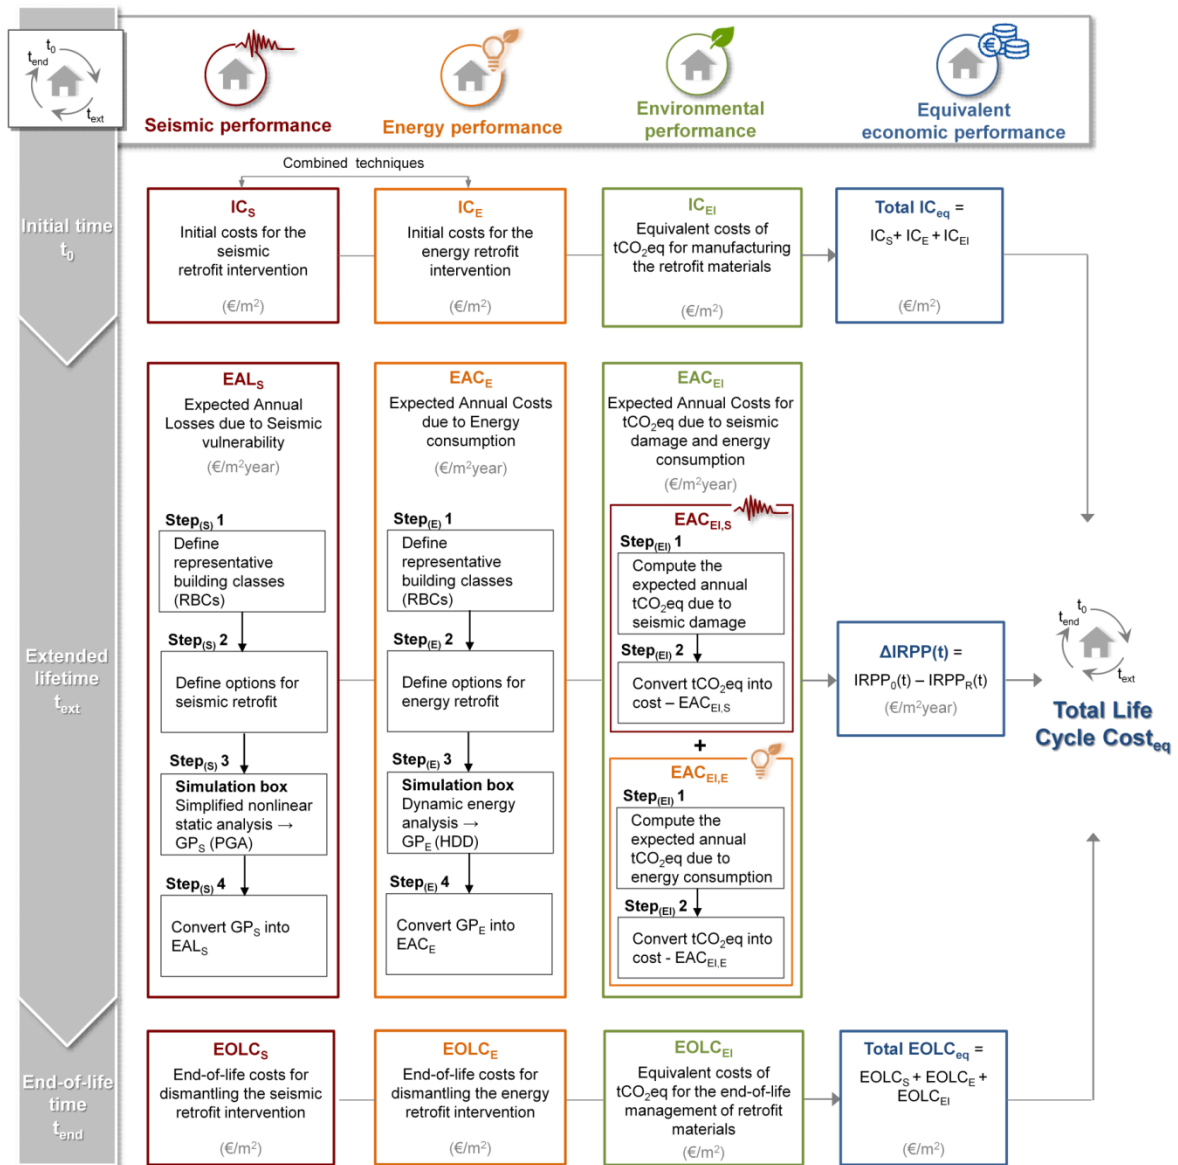 t0
tend
text
Seismic performance
Energy performance
Environmental
performance
Equivalent
economic performance
Combined techniques
Initial time
t0
ICS
Initial costs for the
seismic
retrofit intervention
(€/m²)
ICE
Initial costs for the
energy retrofit
intervention
(€/m²)
ICEI
Equivalent costs of
tCO₂eq for manufacturing
the retrofit materials
(€/m²)
Total ICeq =
ICS+ ICE + ICEI
(€/m²)
Extended
lifetime
text
EALS
Expected Annual
Losses due to Seismic
vulnerability
(€/m²year)
Step(S) 1
Define
representative
building classes
(RBCs)
Step(S) 2
Define options for
seismic retrofit
Step(S) 3
Simulation box
Simplified nonlinear
static analysis →
GPS (PGA)
Step(S) 4
Convert GPS into
EALS
EACE
Expected Annual Costs
due to Energy
consumption
(€/m²year)
Step(E) 1
Define
representative
building classes
(RBCs)
Step(E) 2
Define options for
energy retrofit
Step(E) 3
Simulation box
Dynamic energy
analysis →
GPE (HDD)
Step(E) 4
Convert GPE into
EACE
EACEI
Expected Annual Costs for
tCO₂eq due to seismic
damage and energy
consumption
(€/m²year)
EACEI,S
Step(EI) 1
Compute the
expected annual
tCO₂eq due to
seismic damage
Step(EI) 2
Convert tCO₂eq into
cost – EACEI,S
+
EACEI,E
Step(EI) 1
Compute the
expected annual
tCO₂eq due to
energy consumption
Step(EI) 2
Convert tCO₂eq into
cost - EACEI,E
ΔIRPP(t) =
IRPP0(t) – IRPPR(t)
(€/m²year)
t0
tend
text
Total Life
Cycle Costeq
End-of-life
time
tend
EOLCS
End-of-life costs for
dismantling the seismic
retrofit intervention
(€/m²)
EOLCE
End-of-life costs for
dismantling the energy
retrofit intervention
(€/m²)
EOLCEI
Equivalent costs of
tCO₂eq for the end-of-life
management of retrofit
materials
(€/m²)
Total EOLCeq =
EOLCS + EOLCE +
EOLCEI
(€/m²)